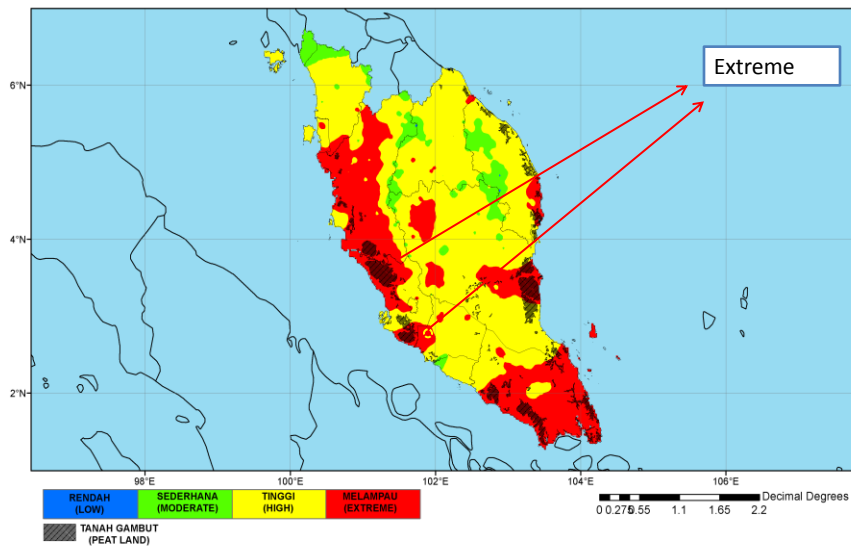 Extreme
6°N
4°N
2°N
98°E
100°E
102°E
104°E
106°E
RENDAH
(LOW)
SEDERHANA
(MODERATE)
TINGGI
(HIGH)
MELAMPAU
(EXTREME)
TANAH GAMBUT
(PEAT LAND)
Decimal Degrees
0 0.275 0.55 1.1 1.65 2.2